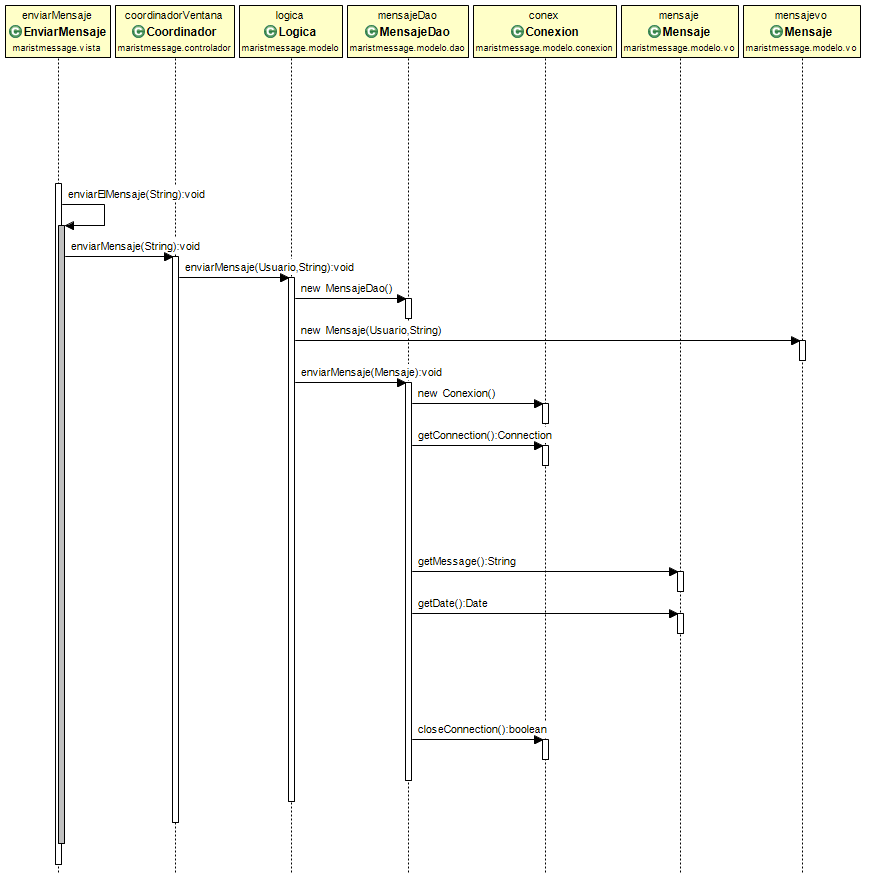 enviarMensaje
EnviarMensaje
maristmessage.vista
coordinadorVentana
Coordinador
maristmessage.controlador
logica
Logica
maristmessage.modelo
mensajeDao
MensajeDao
maristmessage.modelo.dao
conex
Conexion
maristmessage.modelo.conexion
mensaje
Mensaje
maristmessage.modelo.vo
mensajevo
Mensaje
maristmessage.modelo.vo
enviarElMensaje(String):void
enviarMensaje(String):void
enviarMensaje(Usuario,String):void
new MensajeDao()
new Mensaje(Usuario,String)
enviarMensaje(Mensaje):void
new Conexion()
getConnection():Connection
getMessage():String
getDate():Date
closeConnection():boolean